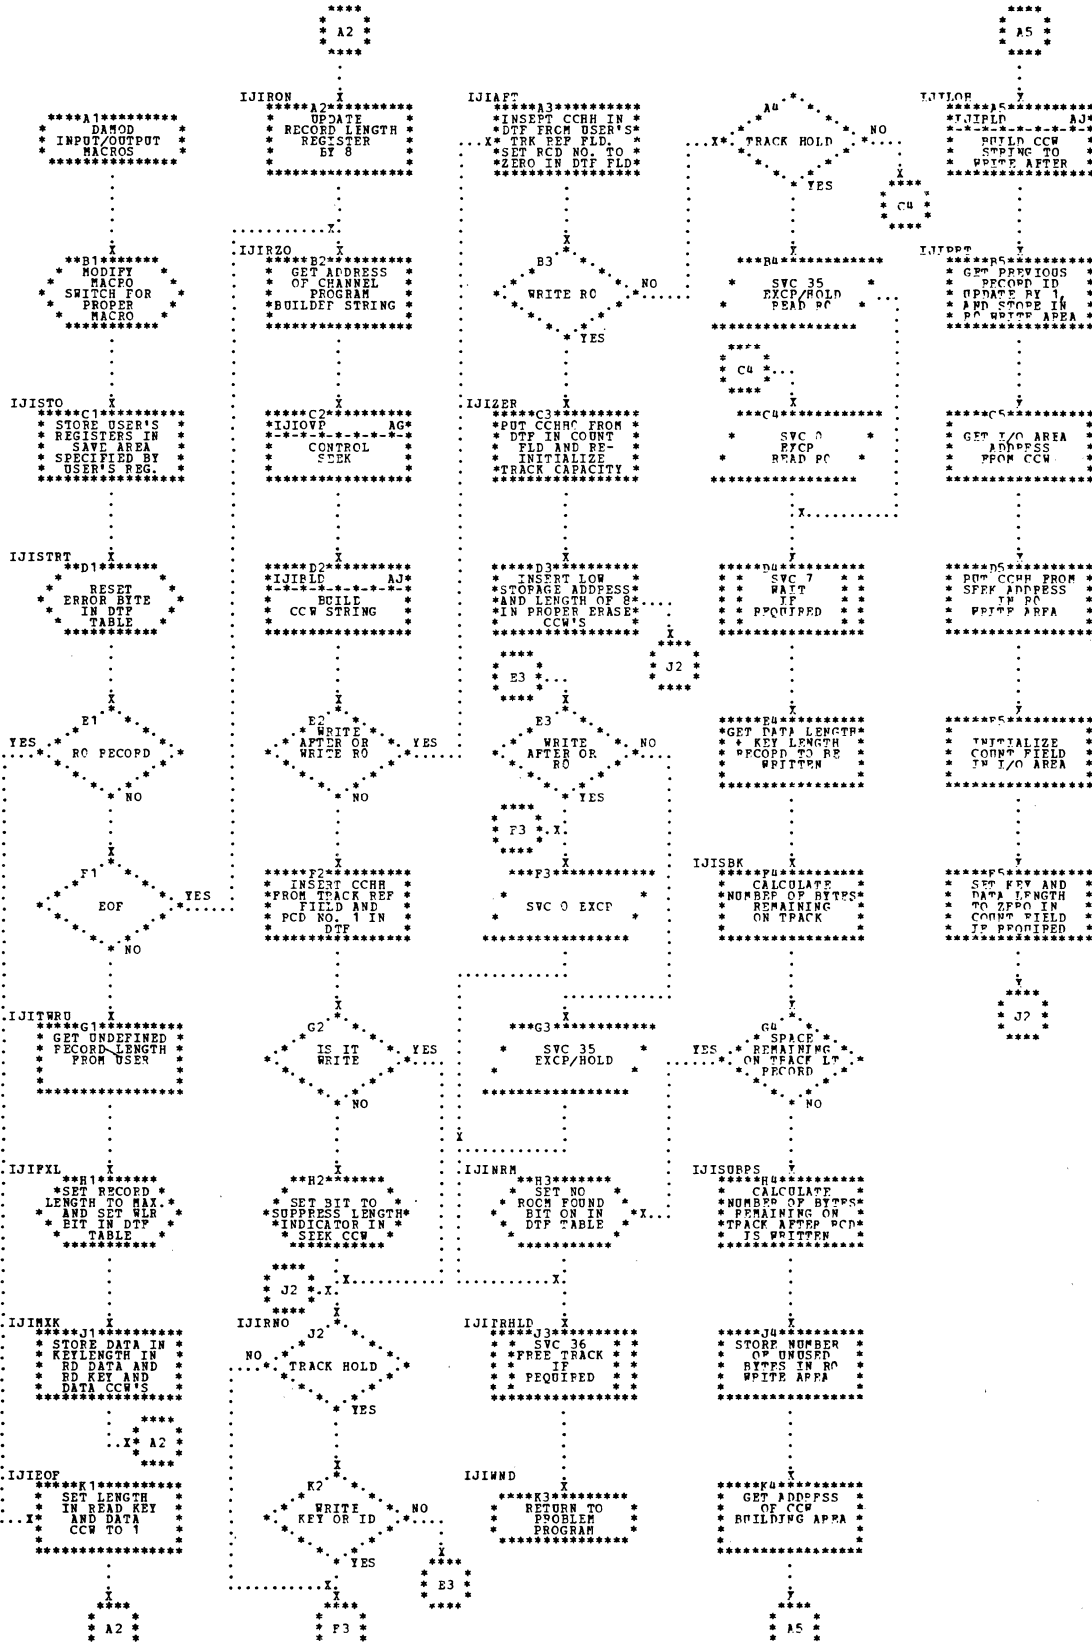 A2
A5
A1
DAMOD
INPUT/OUTPUT
MACROS
B1
MODIFY
MACRO
SWITCH FOR
PROPER
MACRO
IJISTO
C1
STORE USER'S
REGISTERS IN
SAVE AREA
SPECIFIED BY
USER'S REG.
IJISTRT
D1
RESET
ERROR BYTE
IN DTF
TABLE
E1
YES
RO RECORD
NO
F1
YES
EOF
NO
IJITWRU
G1
GET UNDEFINED
RECORD LENGTH
FROM USER
IJIFXL
H1
SET RECORD
LENGTH TO MAX.
AND SET WLR
BIT IN DTF
TABLE
IJIMXK
J1
STORE DATA IN
KEYLENGTH IN
RD DATA AND
RD KEY AND
DATA CCW'S
A2
IJIEOF
K1
SET LENGTH
IN READ KEY
AND DATA
CCW TO 1
A2
IJIRON
A2
UPDATE
RECORD LENGTH
REGISTER
BY 8
IJIRZO
B2
GET ADDRESS
OF CHANNEL
PROGRAM
BUILDER STRING
C2
IJIOVP AG
CONTROL
SEEK
D2
IJIBLD AJ
BUILD
CCW STRING
E2
WRITE
AFTER OR
WRITE RO
YES
NO
F2
INSERT CCHH
FROM TRACK REF
FIELD AND
RCD NO. 1 IN
DTF
G2
IS IT
WRITE
YES
NO
H2
SET BIT TO
SUPPRESS LENGTH
INDICATOR IN
SEEK CCW
J2
IJIRNO
J2
NO
TRACK HOLD
YES
K2
WRITE
KEY OR ID
NO
YES
E3
F3
IJIAFT
A3
INSERT CCHH IN
DTF FROM USER'S
TRK REF FLD.
SET RCD NO. TO
ZERO IN DTF FLD
B3
WRITE RO
NO
YES
IJIZER
C3
PUT CCHHO FROM
DTF IN COUNT
FLD AND RE-
INITIALIZE
TRACK CAPACITY
D3
INSERT LOW
STORAGE ADDRESS
AND LENGTH OF 8
IN PROPER ERASE
CCW'S
J2
E3
E3
WRITE
AFTER OR
RO
NO
YES
F3
F3
SVC 0 EXCP
G3
SVC 35
EXCP/HOLD
IJINRM
H3
SET NO
ROOM FOUND
BIT ON IN
DTF TABLE
IJITRHLD
J3
SVC 36
FREE TRACK
IF
REQUIRED
IJIWND
K3
RETURN TO
PROBLEM
PROGRAM
A4
TRACK HOLD
NO
YES
C4
B4
SVC 35
EXCP/HOLD
READ RO
C4
C4
SVC 0
EXCP
READ RO
D4
SVC 7
WAIT
IF
REQUIRED
E4
GET DATA LENGTH
+ KEY LENGTH
RECORD TO BE
WRITTEN
IJISBK
F4
CALCULATE
NUMBER OF BYTES
REMAINING
ON TRACK
G4
YES
SPACE
REMAINING
ON TRACK LT
RECORD
NO
IJISUBPS
H4
CALCULATE
NUMBER OF BYTES
REMAINING ON
TRACK AFTER RCD
IS WRITTEN
J4
STORE NUMBER
OF UNUSED
BYTES IN RO
WRITE AREA
K4
GET ADDRESS
OF CCW
BUILDING AREA
A5
A5
AJ
BUILD CCW
STRING TO
WRITE AFTER
B5
GET PREVIOUS
RECORD ID
UPDATE BY 1,
AND STORE IN
RO WRITE AREA
C5
GET I/O AREA
ADDRESS
FROM CCW
D5
PUT CCHH FROM
SEEK ADDRESS
IN RO
WRITE AREA
E5
INITIALIZE
COUNT FIELD
IN I/O AREA
F5
SET KEY AND
DATA LENGTH
TO ZERO IN
COUNT FIELD
IF REQUIRED
J2